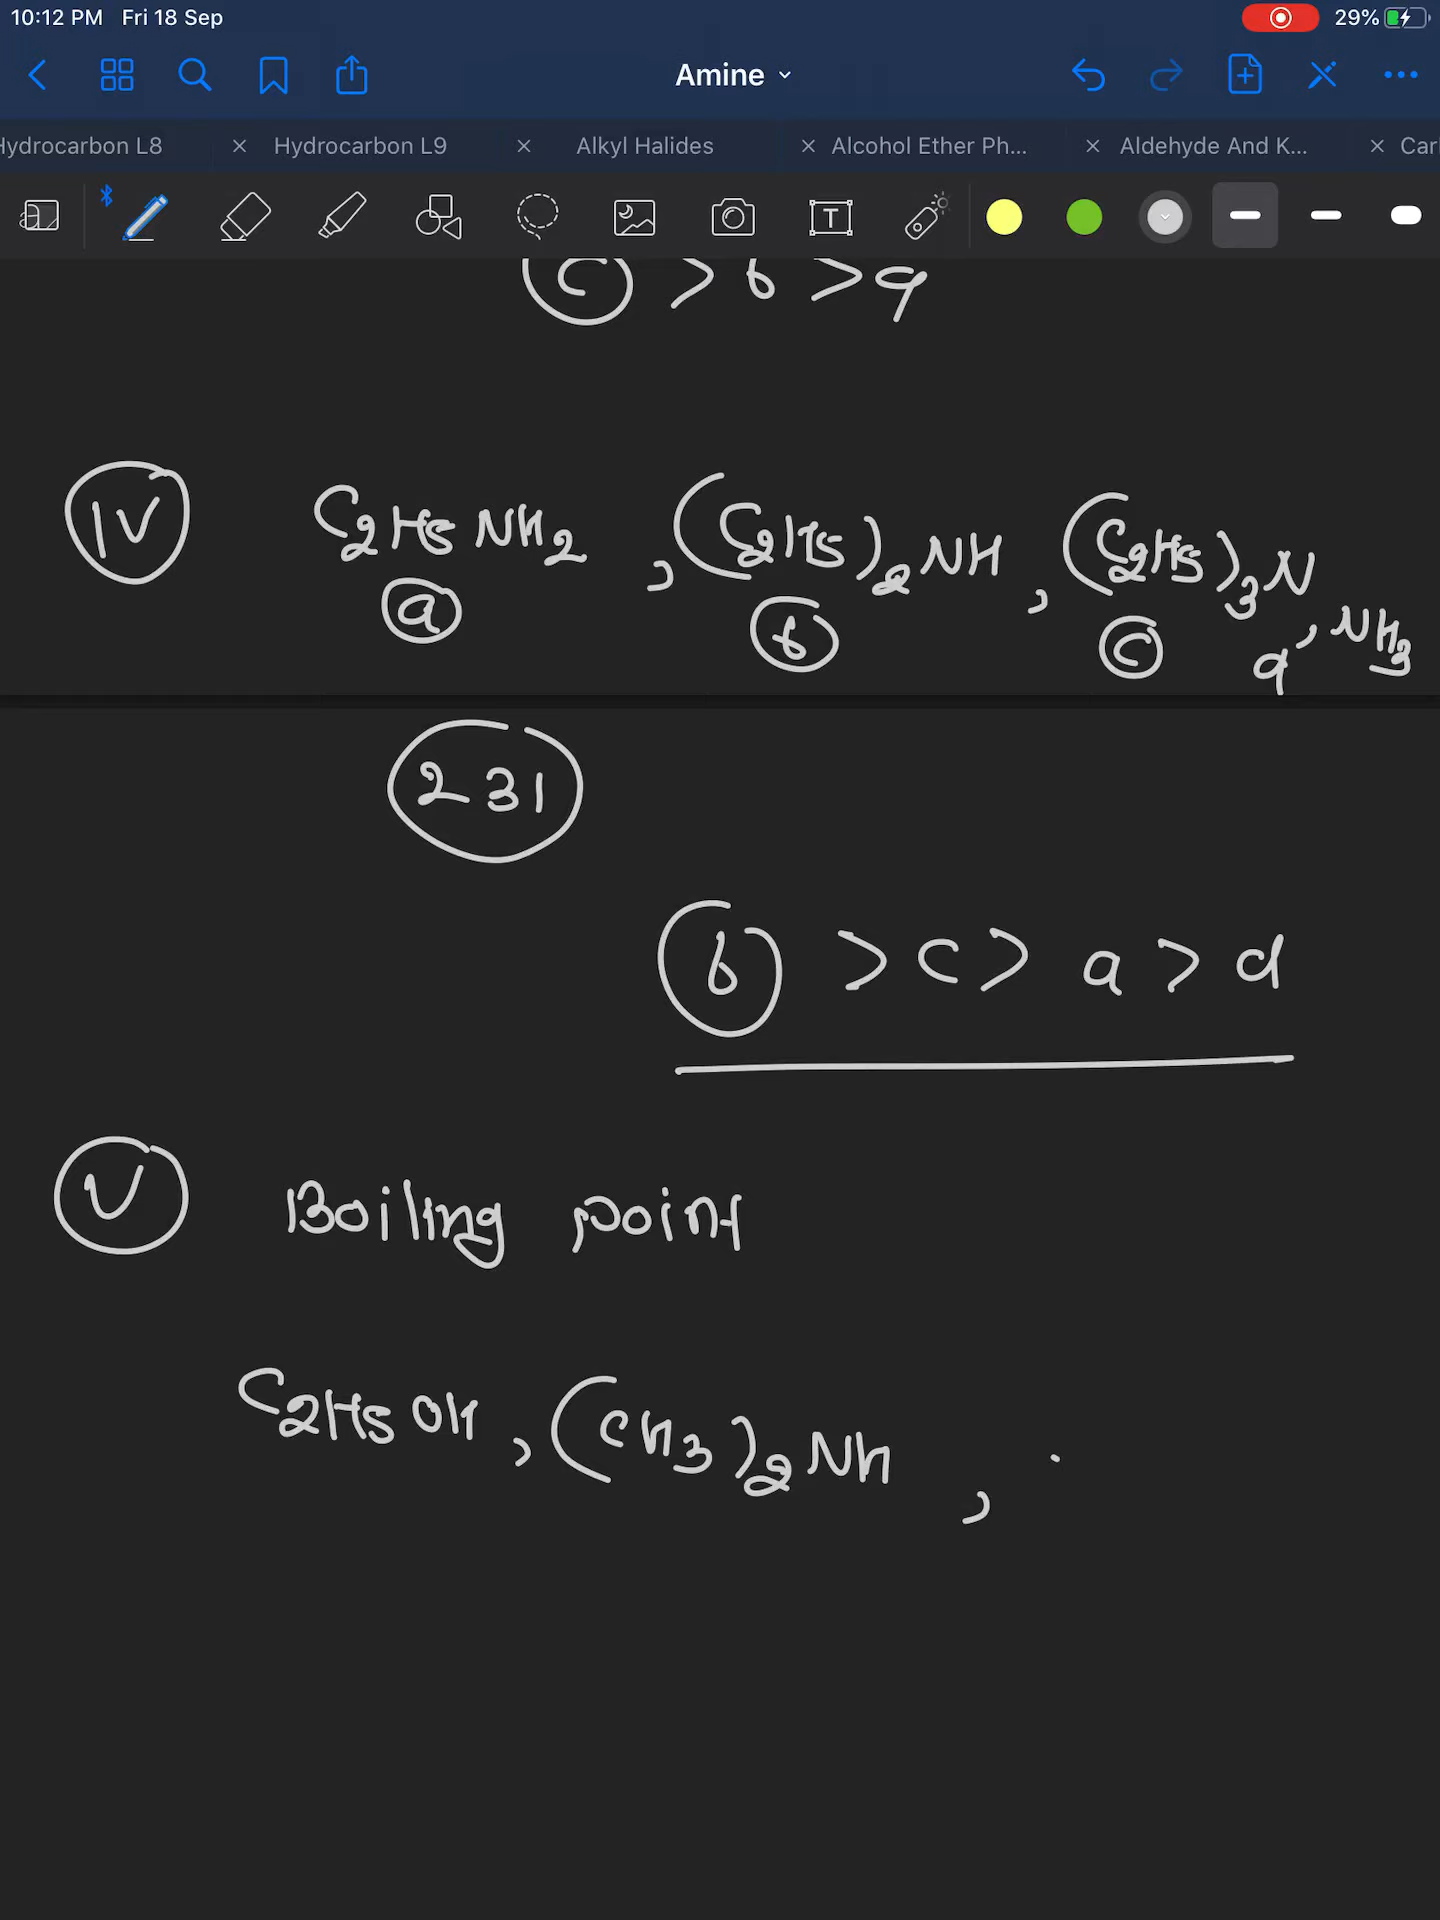 10:12 PM Fri 18 Sep 29%
Amine
Hydrocarbon L8 × Hydrocarbon L9 × Alkyl Halides × Alcohol Ether Ph... × Aldehyde And K... × Car
c > b > a
IV C2H5NH2, (C2H5)2NH, (C2H5)3N, NH3
a b c d
231
b > c > a > d
V Boiling point
C2H5OH, (CH3)2NH,